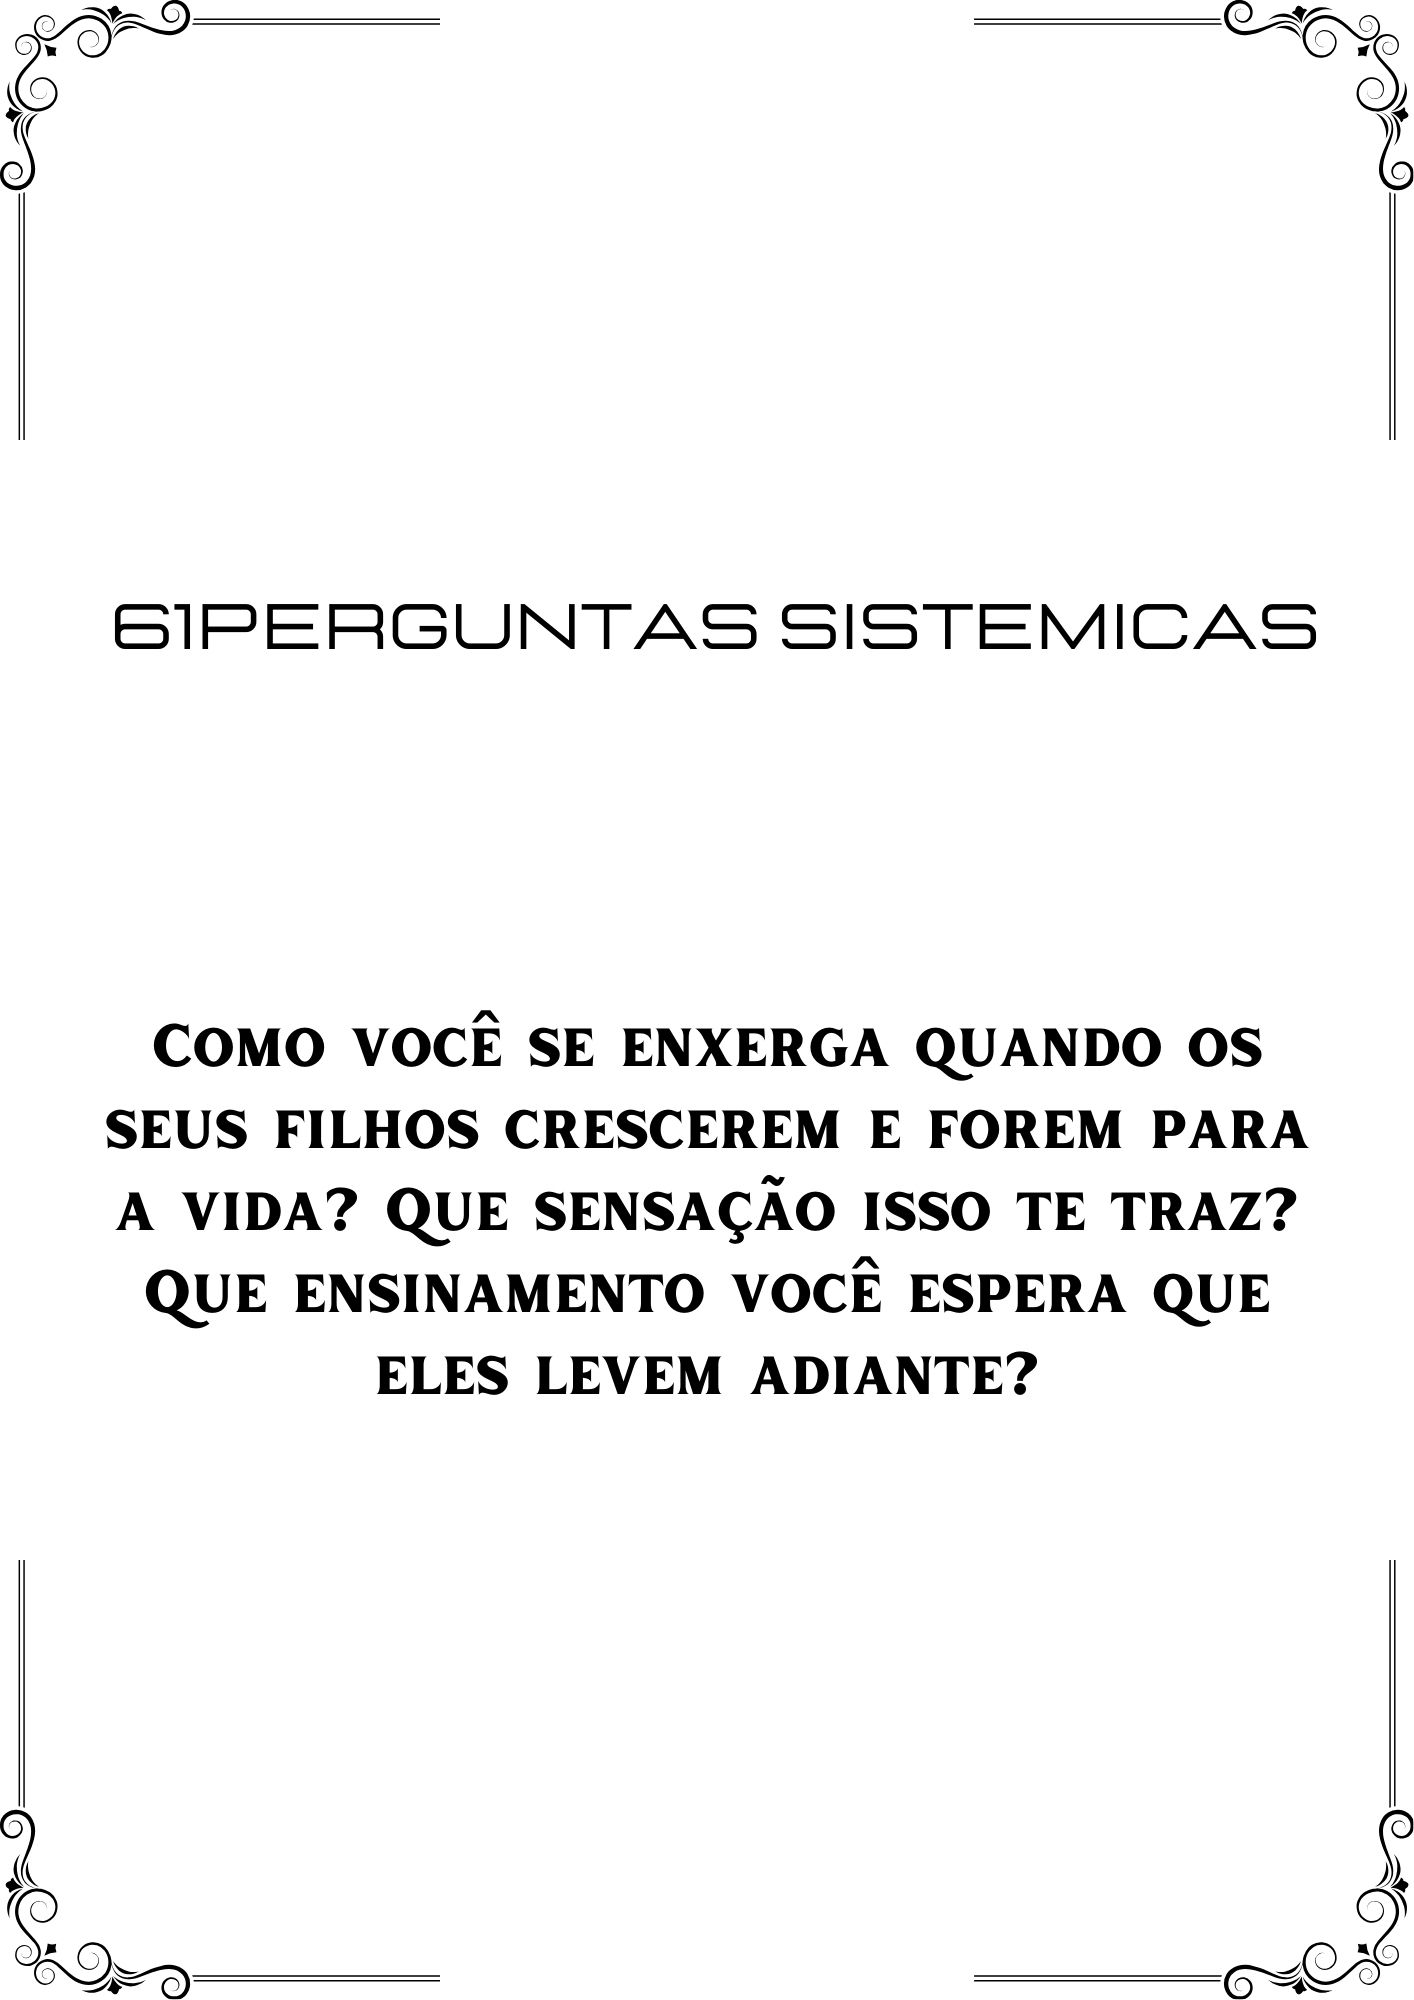 61PERGUNTAS SISTEMICAS
Como você se enxerga quando os
seus filhos crescerem e forem para
a vida? Que sensação isso te traz?
Que ensinamento você espera que
eles levem adiante?